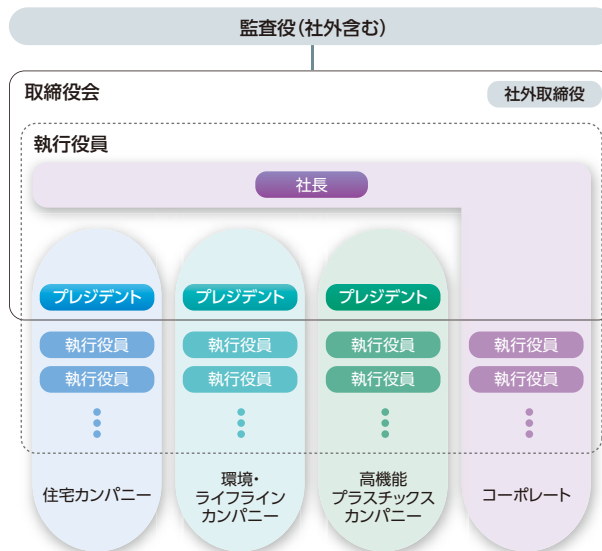 監査役（社外含む）
取締役会
社外取締役
執行役員
社長
プレジデント
プレジデント
プレジデント
執行役員
執行役員
執行役員
執行役員
執行役員
執行役員
執行役員
執行役員
住宅カンパニー
環境・
ライフライン
カンパニー
高機能
プラスチックス
カンパニー
コーポレート